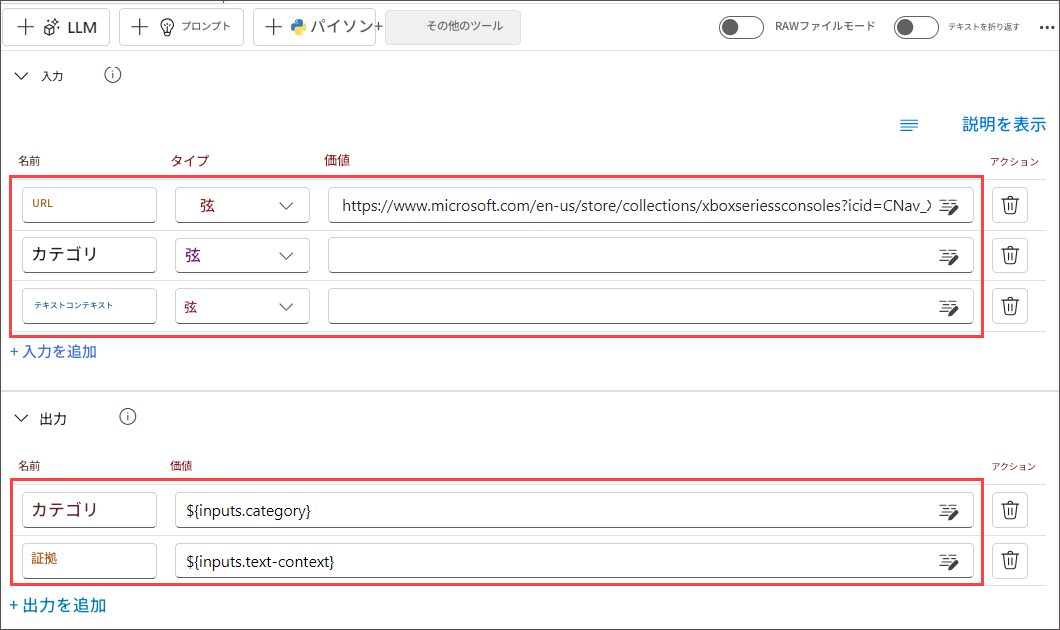 LLM プロンプト パイソン+ その他のツール RAWファイルモード テキストを折り返す
入力
説明を表示
名前 タイプ 価値 アクション
URL 弦 https://www.microsoft.com/en-us/store/collections/xboxseriessconsoles?icid=CNav_X
カテゴリ 弦
テキストコンテキスト 弦
+ 入力を追加
出力
名前 価値 アクション
カテゴリ ${inputs.category}
証拠 ${inputs.text-context}
+ 出力を追加